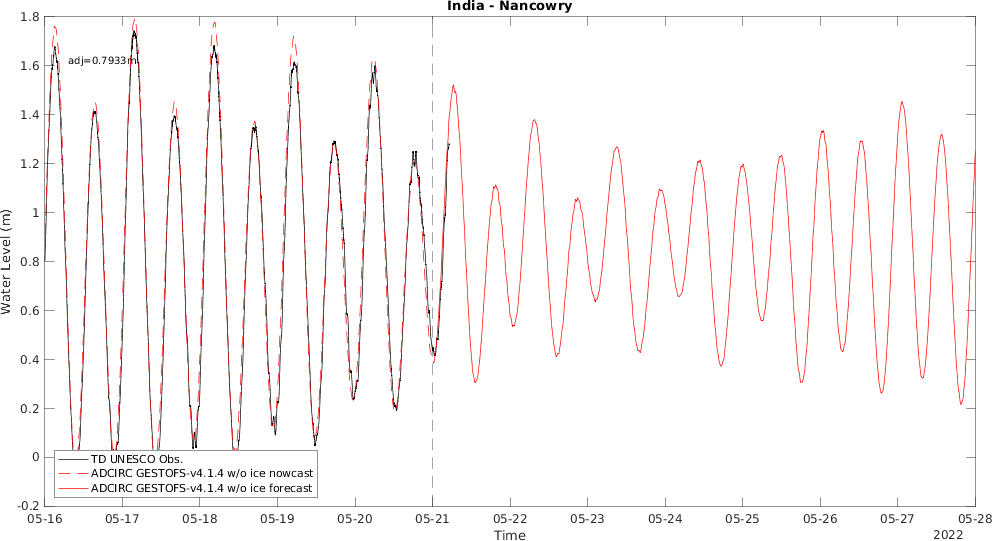 India - Nancowry
1.8
1.6
1.4
1.2
1
0.8
0.6
0.4
0.2
0
-0.2
Water Level (m)
adj=0.7933m
TD UNESCO Obs.
ADCIRC GESTOFS-v4.1.4 w/o ice nowcast
ADCIRC GESTOFS-v4.1.4 w/o ice forecast
05-16 05-17 05-18 05-19 05-20 05-21 05-22 05-23 05-24 05-25 05-26 05-27 05-28
Time
2022